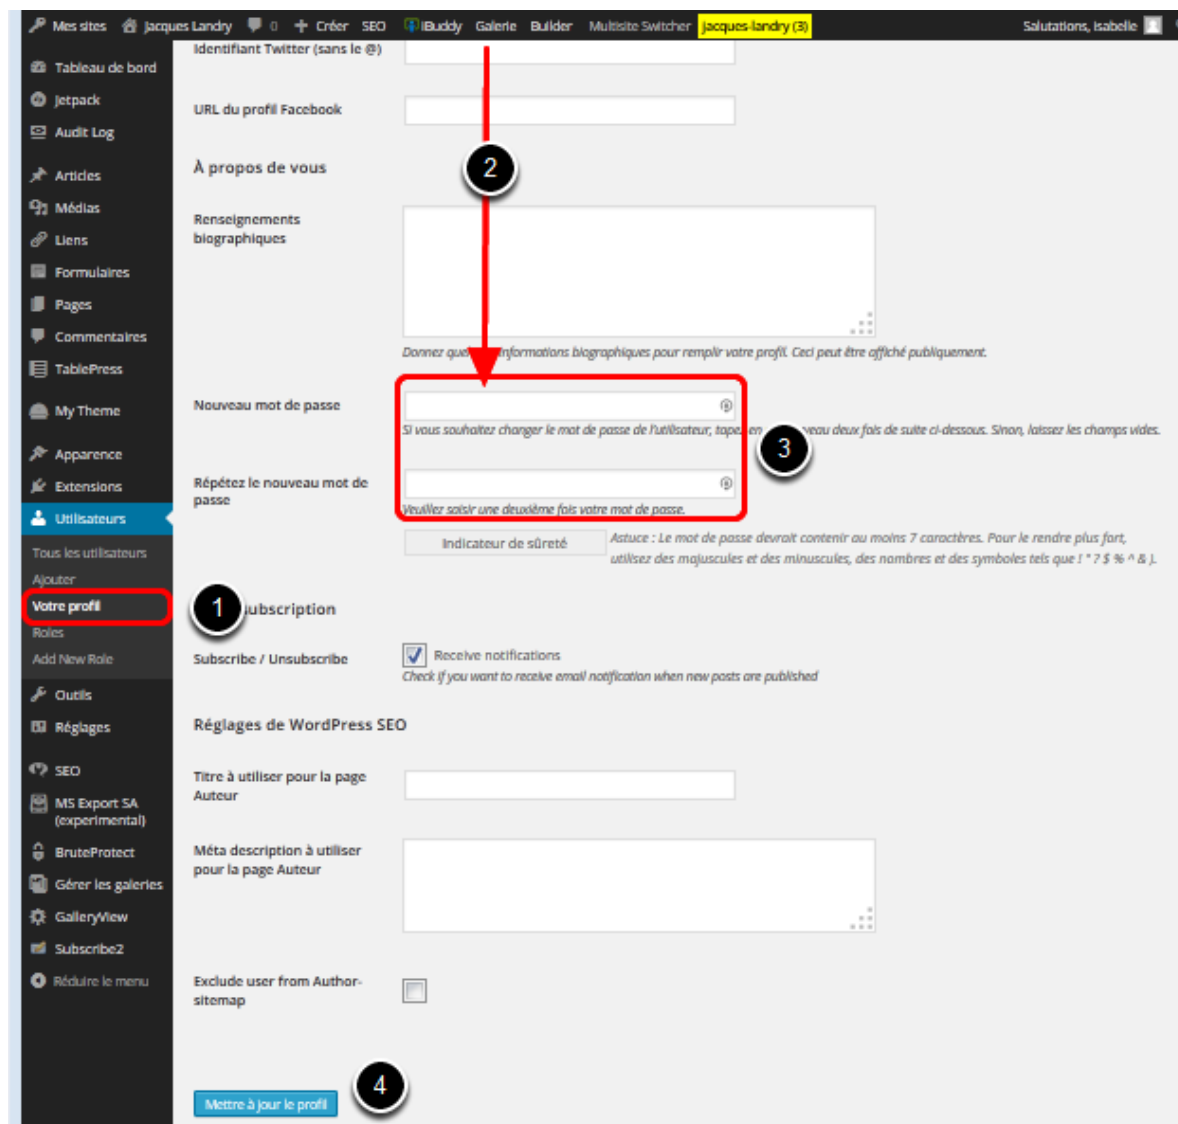 Mes sites Jacques Landry 0 + Créer SEO iBuddy Galerie Builder Multisite Switcher jacques-landry (3) Salutations, isabelle
Tableau de bord
Jetpack
Audit Log
Articles
Médias
Liens
Formulaires
Pages
Commentaires
TablePress
My Theme
Apparence
Extensions
Utilisateurs
Tous les utilisateurs
Ajouter
Votre profil
Roles
Add New Role
Outils
Réglages
SEO
MS Export SA
(experimental)
BruteProtect
Gérer les galeries
GalleryView
Subscribe2
Réduire le menu
Identifiant Twitter (sans le @)
URL du profil Facebook
À propos de vous
2
Renseignements
biographiques
Donnez informations biographiques pour remplir votre profil. Ceci peut être affiché publiquement.
Nouveau mot de passe
Si vous souhaitez changer le mot de passe de l'utilisateur, tapez deux fois de suite ci-dessous. Sinon, laissez les champs vides.
3
Répétez le nouveau mot de
passe
Veuillez saisir une deuxième fois votre mot de passe.
Indicateur de sûreté
Astuce : Le mot de passe devrait contenir au moins 7 caractères. Pour le rendre plus fort,
utilisez des majuscules et des minuscules, des nombres et des symboles tels que ! " ? $ % ^ & ).
1
ubscription
Subscribe / Unsubscribe
Receive notifications
Check if you want to receive email notification when new posts are published
Réglages de WordPress SEO
Titre à utiliser pour la page
Auteur
Méta description à utiliser
pour la page Auteur
Exclude user from Author-
sitemap
4
Mettre à jour le profil